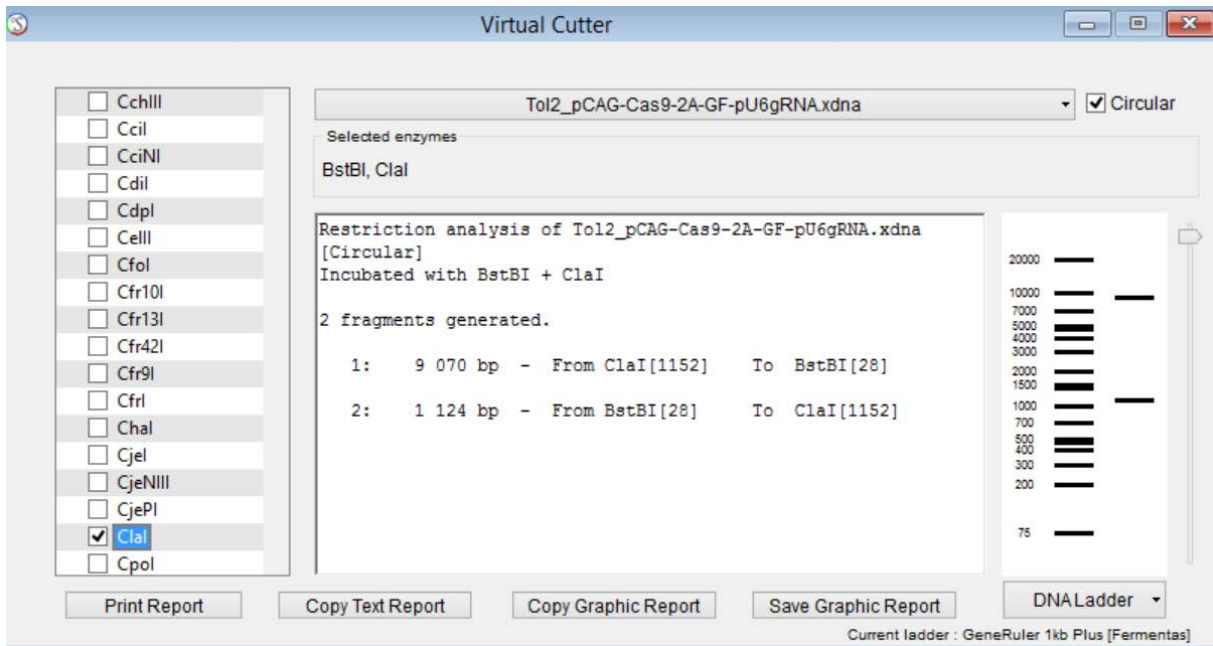 Virtual Cutter
CchIII
CciI
CciNI
CdiI
CdpI
CelII
CfoI
Cfr10I
Cfr13I
Cfr42I
Cfr9I
CfrI
ChaI
CjeI
CjeNIII
CjePI
ClaI
CpoI
Tol2_pCAG-Cas9-2A-GF-pU6gRNA.xdna
Circular
Selected enzymes
BstBI, ClaI
Restriction analysis of Tol2_pCAG-Cas9-2A-GF-pU6gRNA.xdna
[Circular]
Incubated with BstBI + ClaI
2 fragments generated.
1: 9 070 bp - From ClaI[1152] To BstBI[28]
2: 1 124 bp - From BstBI[28] To ClaI[1152]
20000
10000
7000
5000
4000
3000
2000
1500
1000
700
500
400
300
200
75
Print Report
Copy Text Report
Copy Graphic Report
Save Graphic Report
DNA Ladder
Current ladder : GeneRuler 1kb Plus [Fermentas]